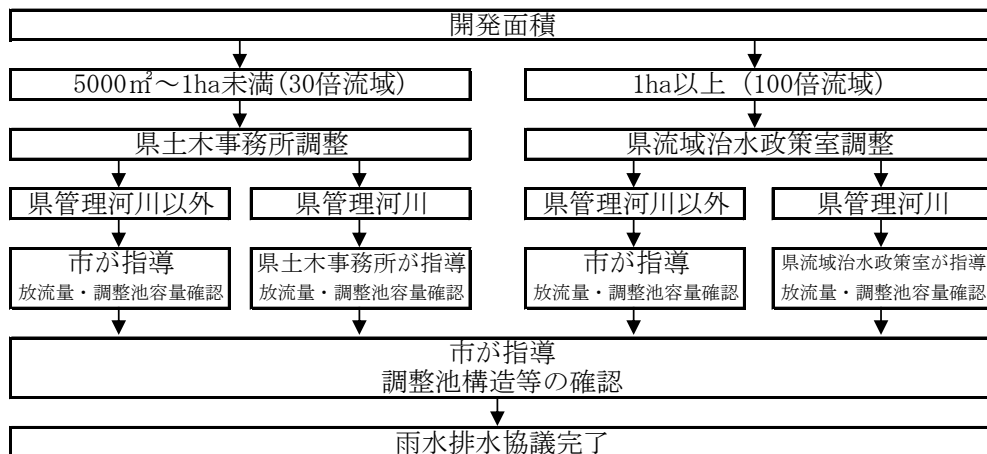 開発面積
5000㎡～1ha未満(30倍流域)
1ha以上（100倍流域)
県土木事務所調整
県流域治水政策室調整
県管理河川以外
県管理河川
県管理河川以外
県管理河川
市が指導
放流量・調整池容量確認
県土木事務所が指導
放流量・調整池容量確認
市が指導
放流量・調整池容量確認
県流域治水政策室が指導
放流量・調整池容量確認
市が指導
調整池構造等の確認
雨水排水協議完了